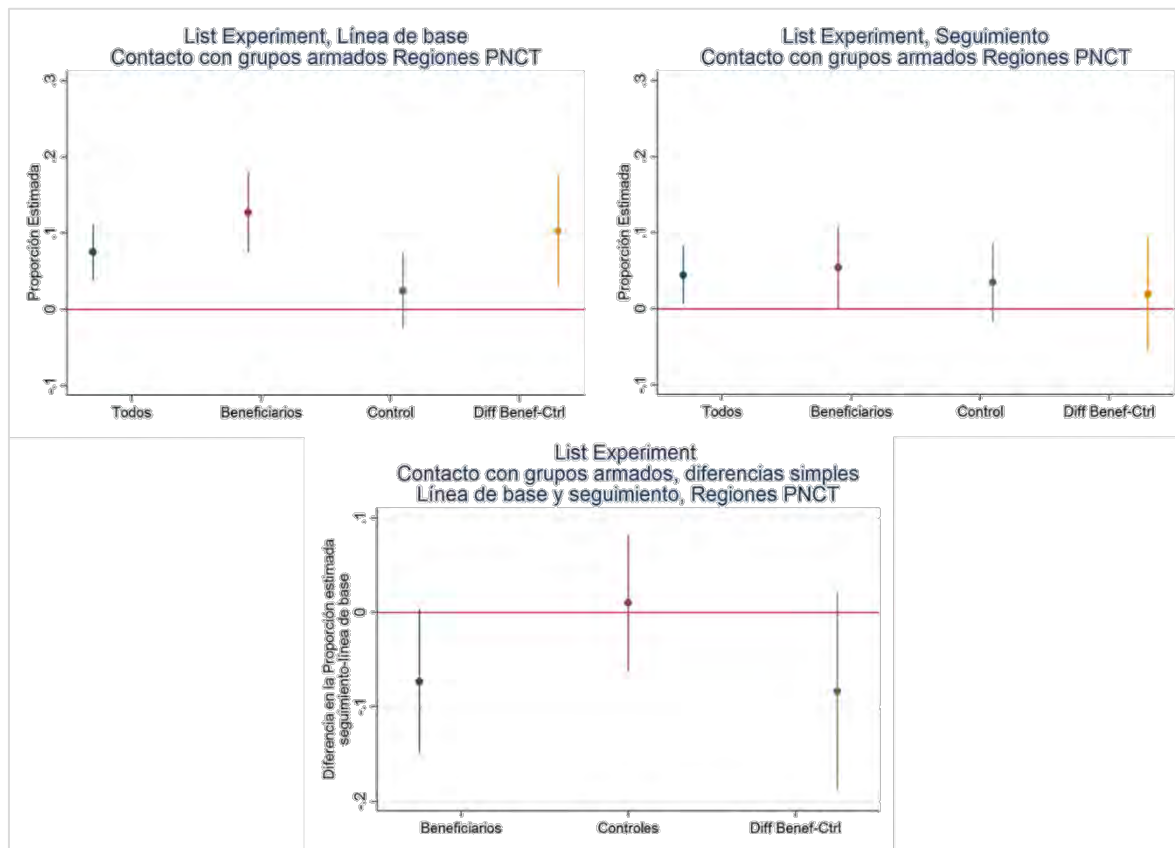 List Experiment, Línea de base
Contacto con grupos armados Regiones PNCT
Proporción Estimada
.3
.2
.1
0
-.1
Todos Beneficiarios Control Diff Benef-Ctrl
List Experiment, Seguimiento
Contacto con grupos armados Regiones PNCT
Proporción Estimada
.3
.2
.1
0
-.1
Todos Beneficiarios Control Diff Benef-Ctrl
List Experiment
Contacto con grupos armados, diferencias simples
Línea de base y seguimiento, Regiones PNCT
Diferencia en la Proporción estimada
seguimiento-línea de base
.1
0
-.1
-.2
Beneficiarios Controles Diff Benef-Ctrl